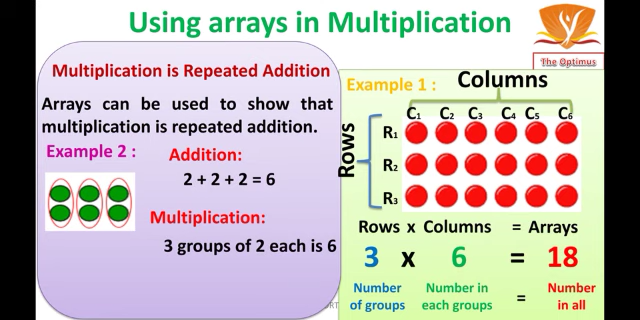 Using arrays in Multiplication
The Optimus
Multiplication is Repeated Addition
Arrays can be used to show that
multiplication is repeated addition.
Example 2 :
Addition:
2 + 2 + 2 = 6
Multiplication:
3 groups of 2 each is 6
Example 1 :
Columns
C1 C2 C3 C4 C5 C6
Rows
R1
R2
R3
Rows x Columns = Arrays
3 x 6 = 18
Number of groups
Number in each groups
=
Number in all